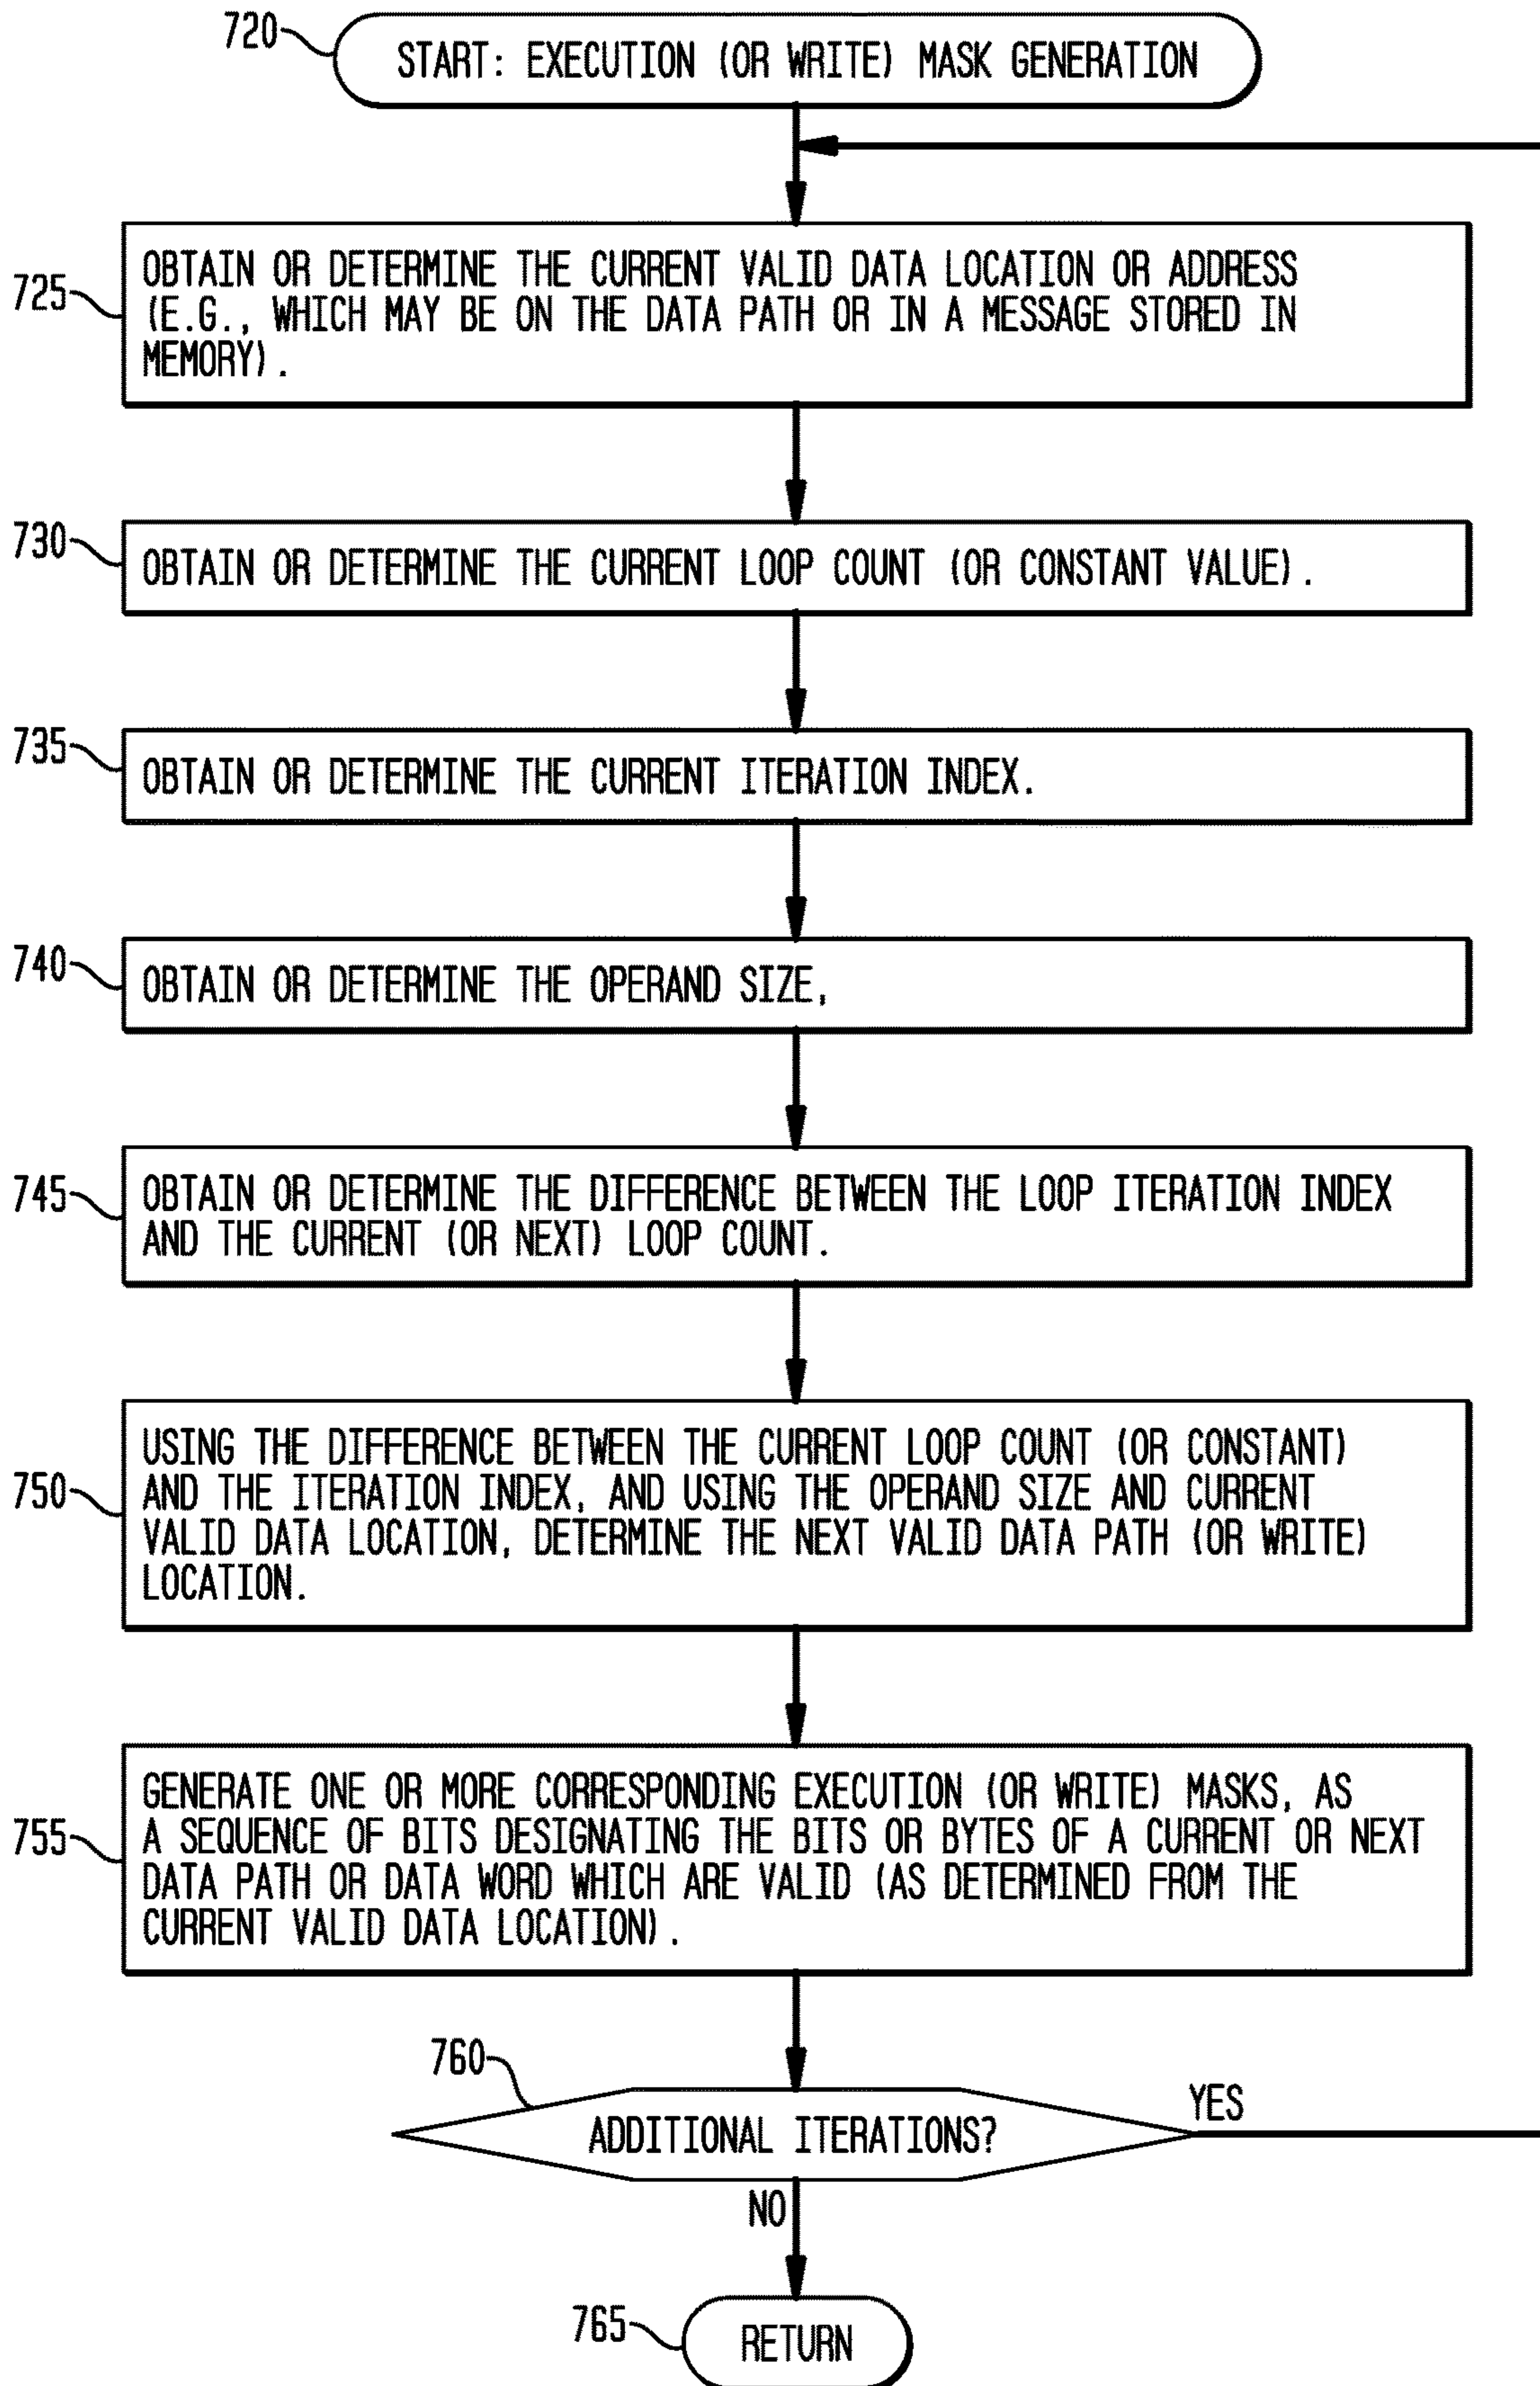 720
START: EXECUTION (OR WRITE) MASK GENERATION
725
OBTAIN OR DETERMINE THE CURRENT VALID DATA LOCATION OR ADDRESS
(E.G., WHICH MAY BE ON THE DATA PATH OR IN A MESSAGE STORED IN
MEMORY).
730
OBTAIN OR DETERMINE THE CURRENT LOOP COUNT (OR CONSTANT VALUE).
735
OBTAIN OR DETERMINE THE CURRENT ITERATION INDEX.
740
OBTAIN OR DETERMINE THE OPERAND SIZE,
745
OBTAIN OR DETERMINE THE DIFFERENCE BETWEEN THE LOOP ITERATION INDEX
AND THE CURRENT (OR NEXT) LOOP COUNT.
750
USING THE DIFFERENCE BETWEEN THE CURRENT LOOP COUNT (OR CONSTANT)
AND THE ITERATION INDEX, AND USING THE OPERAND SIZE AND CURRENT
VALID DATA LOCATION, DETERMINE THE NEXT VALID DATA PATH (OR WRITE)
LOCATION.
755
GENERATE ONE OR MORE CORRESPONDING EXECUTION (OR WRITE) MASKS, AS
A SEQUENCE OF BITS DESIGNATING THE BITS OR BYTES OF A CURRENT OR NEXT
DATA PATH OR DATA WORD WHICH ARE VALID (AS DETERMINED FROM THE
CURRENT VALID DATA LOCATION).
760
ADDITIONAL ITERATIONS?
YES
NO
765
RETURN